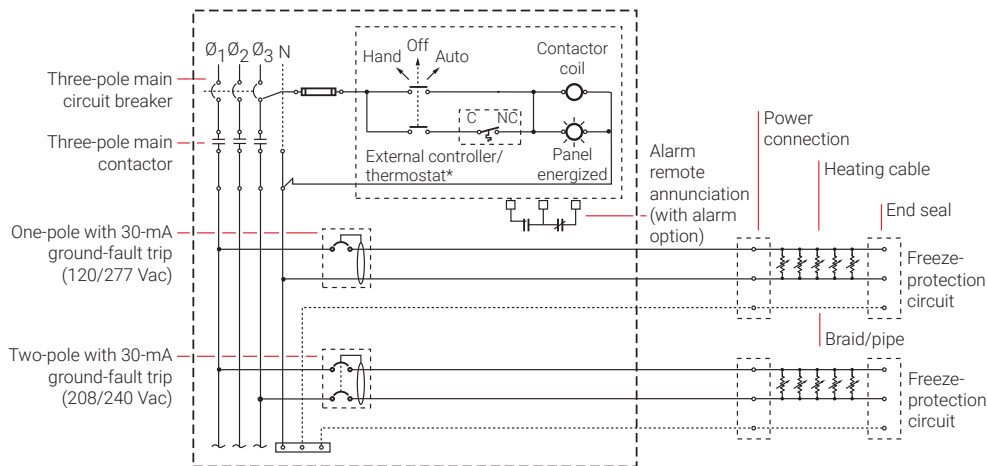 Ø1 Ø2 Ø3 N
Three-pole main
circuit breaker
Three-pole main
contactor
Hand
Off
Auto
Contactor
coil
C NC
External controller/
thermostat*
Panel
energized
Alarm
remote
annunciation
(with alarm
option)
Power
connection
Heating cable
End seal
One-pole with 30-mA
ground-fault trip
(120/277 Vac)
Freeze-
protection
circuit
Braid/pipe
Two-pole with 30-mA
ground-fault trip
(208/240 Vac)
Freeze-
protection
circuit